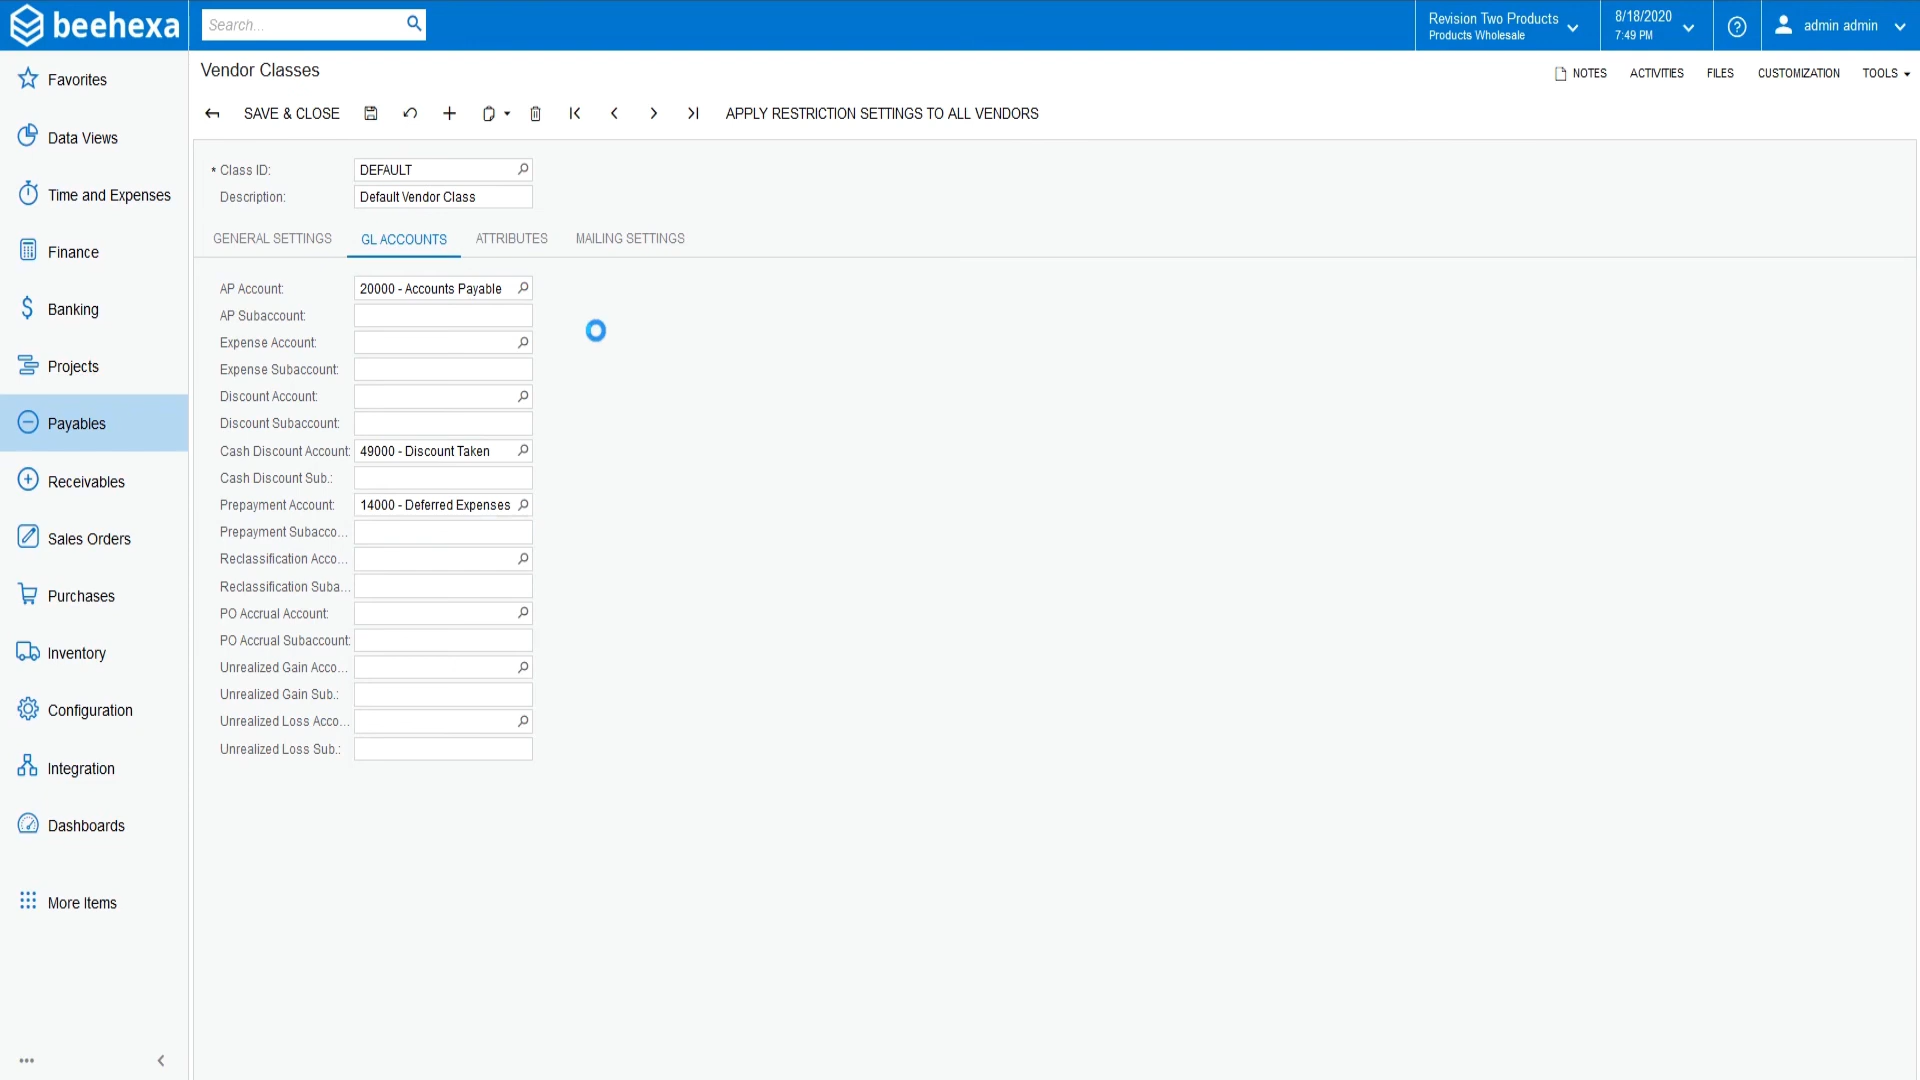 beehexa
Search...
Revision Two Products
Products Wholesale
8/18/2020
7:49 PM
admin admin
Favorites
Data Views
Time and Expenses
Finance
Banking
Projects
Payables
Receivables
Sales Orders
Purchases
Inventory
Configuration
Integration
Dashboards
More Items
Vendor Classes
NOTES ACTIVITIES FILES CUSTOMIZATION TOOLS
SAVE & CLOSE APPLY RESTRICTION SETTINGS TO ALL VENDORS
* Class ID: DEFAULT
Description: Default Vendor Class
GENERAL SETTINGS GL ACCOUNTS ATTRIBUTES MAILING SETTINGS
AP Account: 20000 - Accounts Payable
AP Subaccount:
Expense Account:
Expense Subaccount:
Discount Account:
Discount Subaccount:
Cash Discount Account: 49000 - Discount Taken
Cash Discount Sub.:
Prepayment Account: 14000 - Deferred Expenses
Prepayment Subacco...
Reclassification Acco...
Reclassification Suba...
PO Accrual Account:
PO Accrual Subaccount:
Unrealized Gain Acco...
Unrealized Gain Sub.:
Unrealized Loss Acco...
Unrealized Loss Sub.: